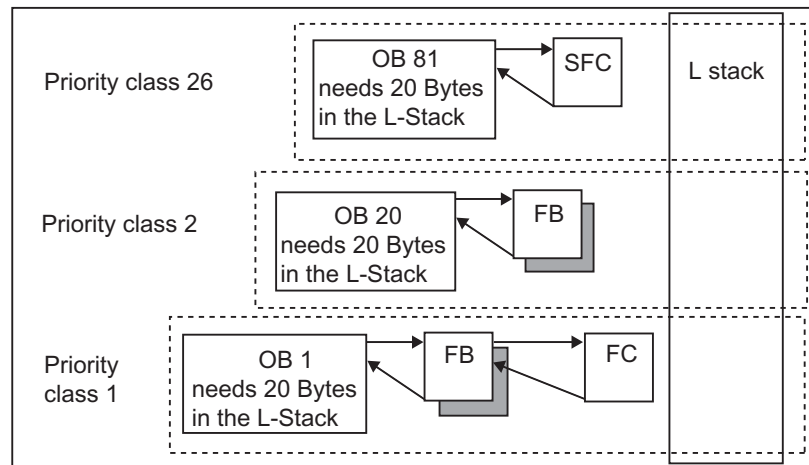 Priority class 26
OB 81
needs 20 Bytes
in the L-Stack
SFC
L stack
Priority class 2
OB 20
needs 20 Bytes
in the L-Stack
FB
Priority
class 1
OB 1
needs 20 Bytes
in the L-Stack
FB
FC